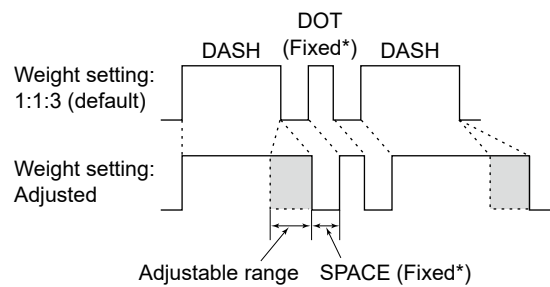 DOT
DASH (Fixed*) DASH
Weight setting:
1:1:3 (default)
Weight setting:
Adjusted
Adjustable range SPACE (Fixed*)